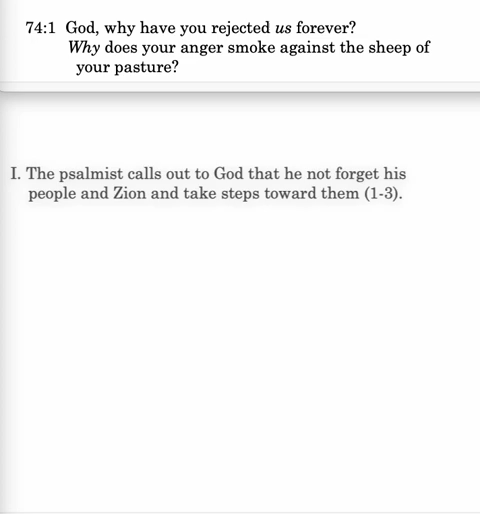 74:1 God, why have you rejected us forever?
Why does your anger smoke against the sheep of
your pasture?
I. The psalmist calls out to God that he not forget his
people and Zion and take steps toward them (1-3).